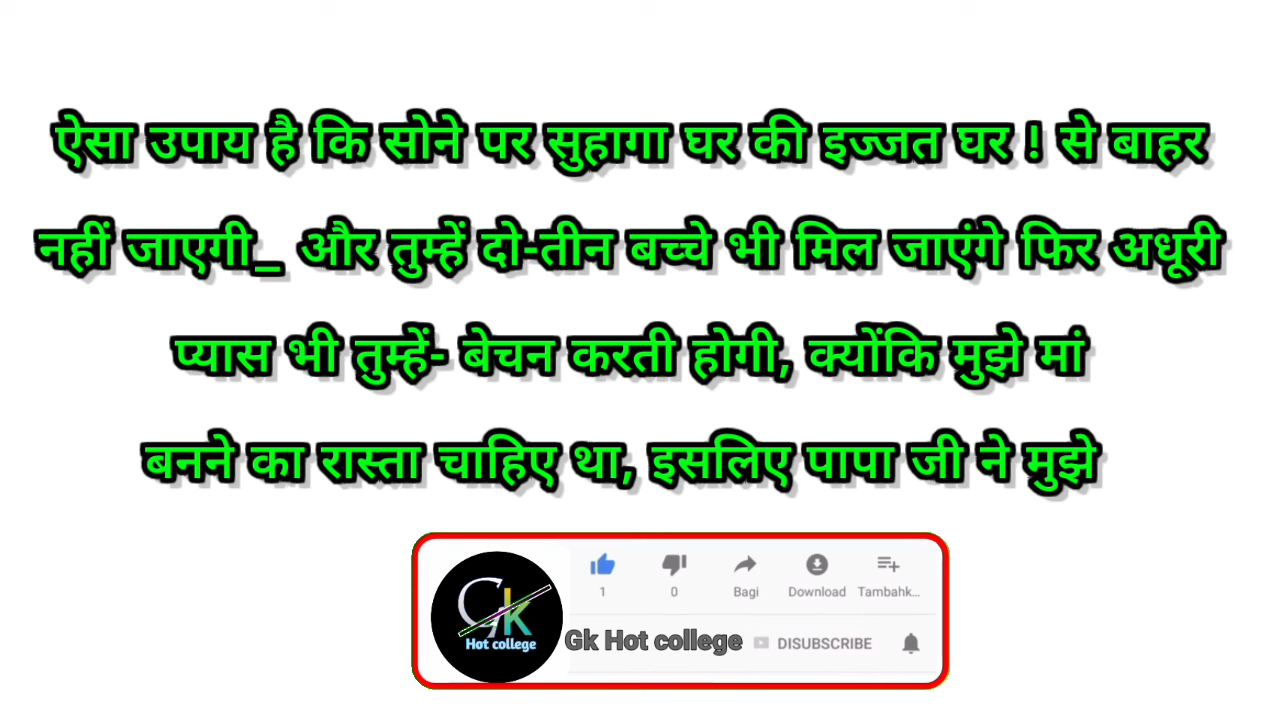 ऐसा उपाय है कि सोने पर सुहागा घर की इज्जत घर ! से बाहर
नहीं जाएगी_ और तुम्हें दो-तीन बच्चे भी मिल जाएंगे फिर अधूरी
प्यास भी तुम्हें- बेचन करती होगी, क्योंकि मुझे मां
बनने का रास्ता चाहिए था, इसलिए पापा जी ने मुझे
1 0 Bagi Download Tambahk...
Gk
Hot college
Gk Hot college DISUBSCRIBE